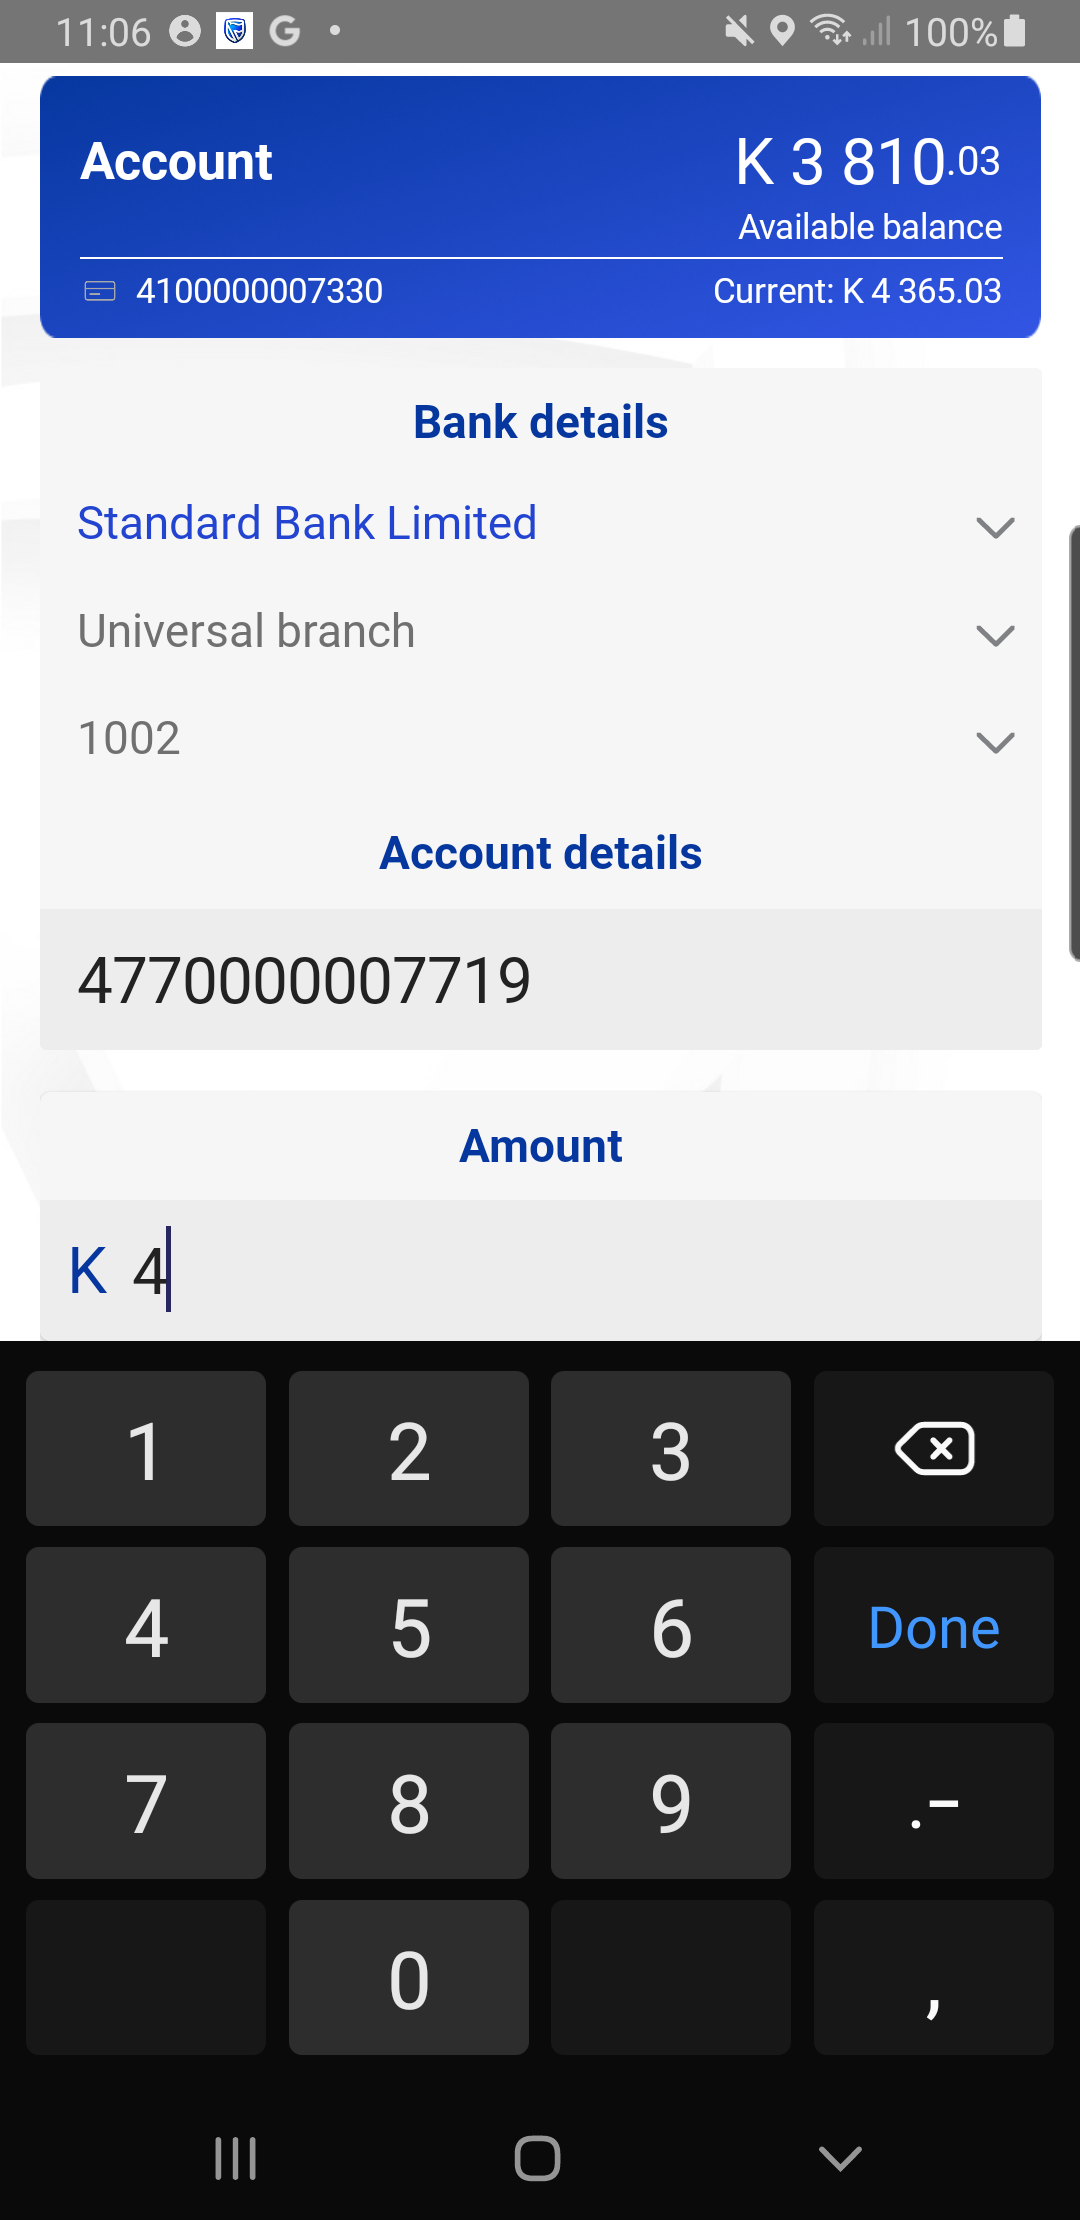 11:06 100%
Account K 3 810.03
Available balance
4100000007330 Current: K 4 365.03
Bank details
Standard Bank Limited
Universal branch
1002
Account details
4770000007719
Amount
K 4
1 2 3
4 5 6 Done
7 8 9 .-
0 ,